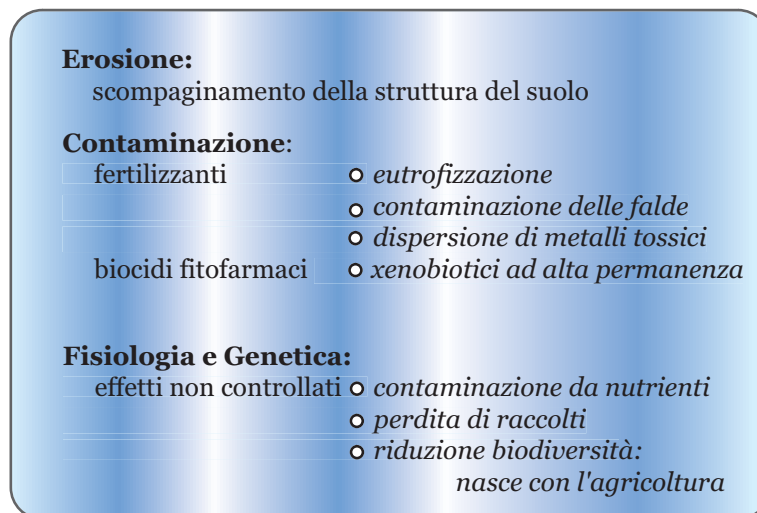 Erosione:
scompaginamento della struttura del suolo
Contaminazione:
fertilizzanti eutrofizzazione
contaminazione delle falde
dispersione di metalli tossici
biocidi fitofarmaci xenobiotici ad alta permanenza
Fisiologia e Genetica:
effetti non controllati contaminazione da nutrienti
perdita di raccolti
riduzione biodiversità:
nasce con l'agricoltura